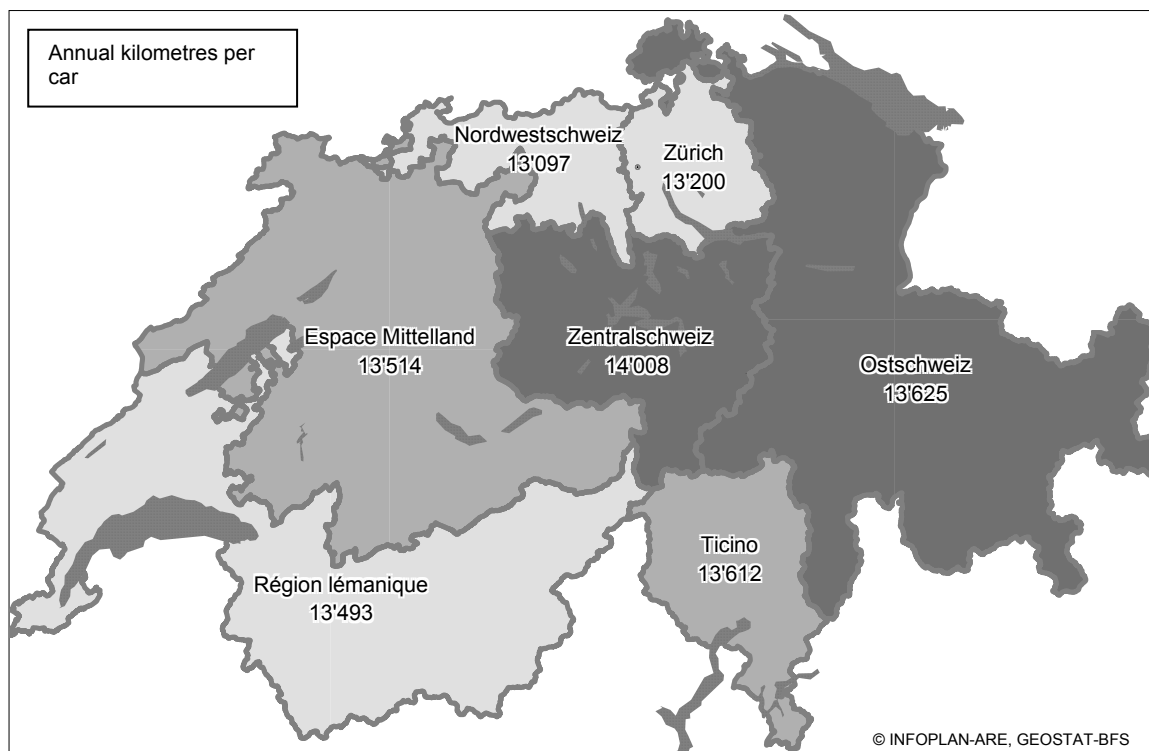 Annual kilometres per
car
Nordwestschweiz
13'097
Zürich
13'200
Espace Mittelland
13'514
Zentralschweiz
14'008
Ostschweiz
13'625
Ticino
13'612
Région lémanique
13'493
© INFOPLAN-ARE, GEOSTAT-BFS